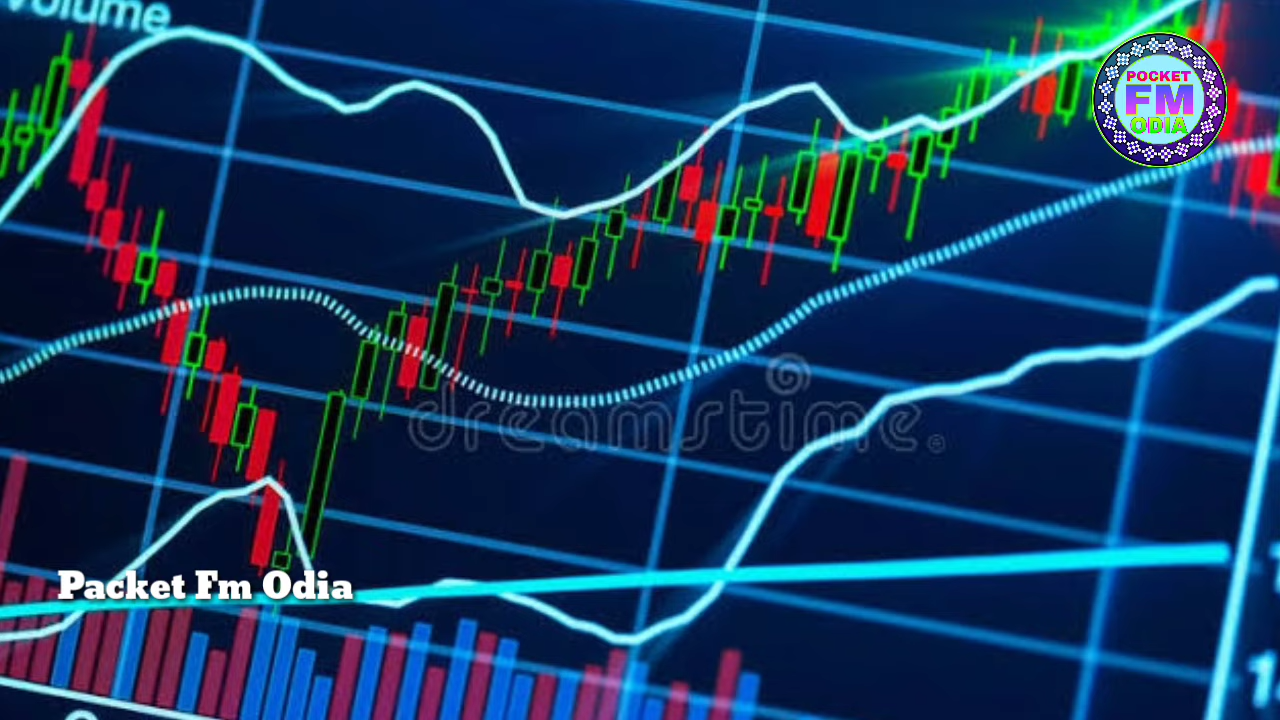 Volume
POCKET
FM
ODIA
dreamstime®
Packet Fm Odia